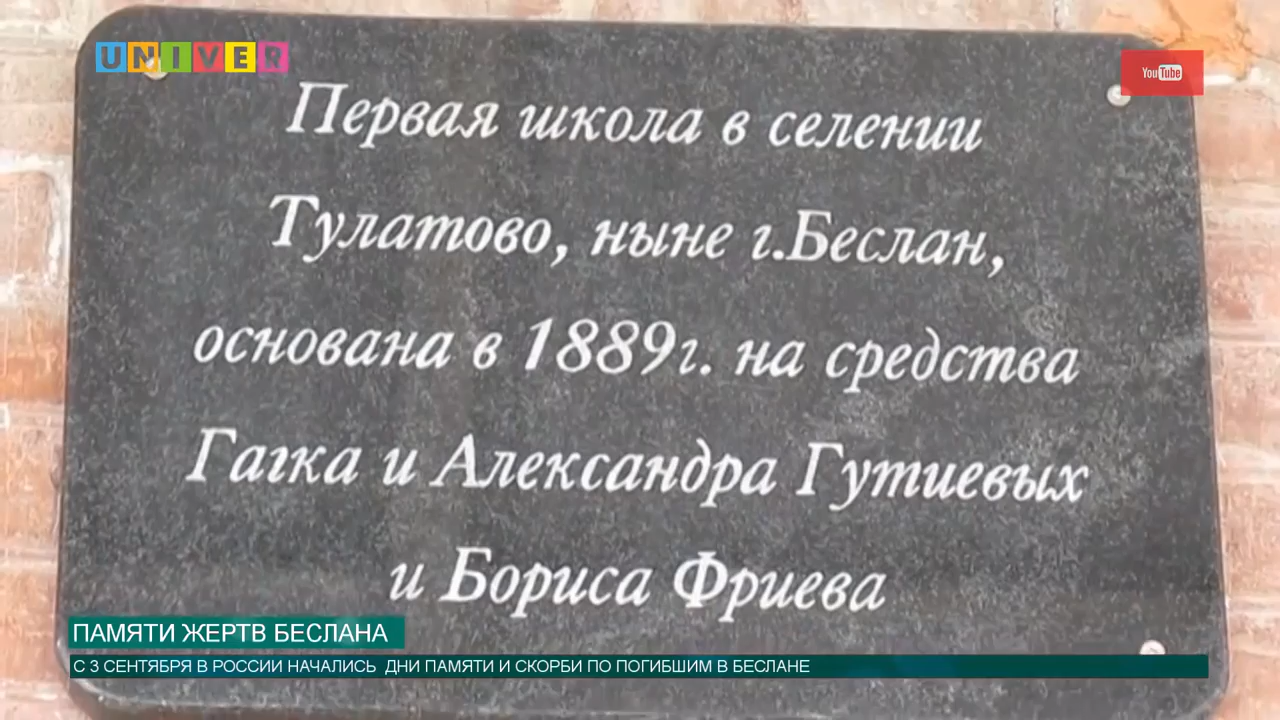 UNIVER
YouTube
Первая школа в селении
Тулатово, ныне г.Беслан,
основана в 1889г. на средства
Гагка и Александра Гутиевых
и Бориса Фриева
ПАМЯТИ ЖЕРТВ БЕСЛАНА
С 3 СЕНТЯБРЯ В РОССИИ НАЧАЛИСЬ ДНИ ПАМЯТИ И СКОРБИ ПО ПОГИБШИМ В БЕСЛАНЕ